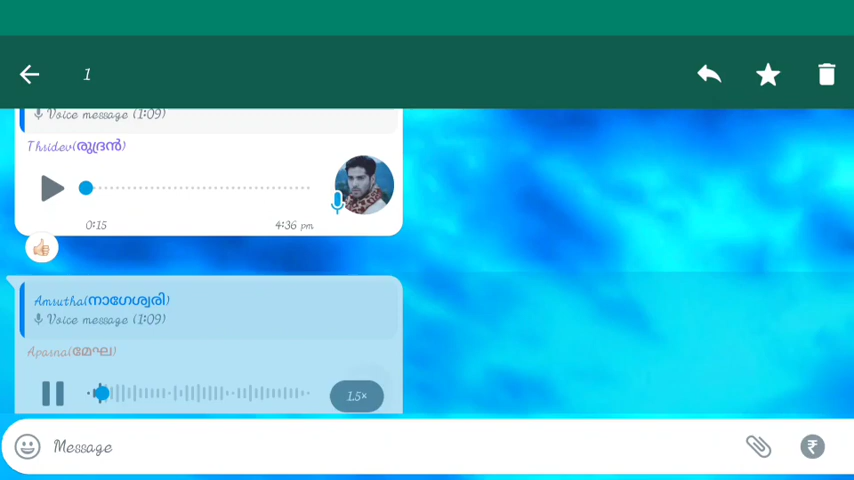 1
Voice message (1:09)
Thridev(രുദ്രൻ)
0:15 4:36 pm
Amrutha(നാഗേശ്വരി)
Voice message (1:09)
Aparna(മേഘ)
1.5×
Message
₹